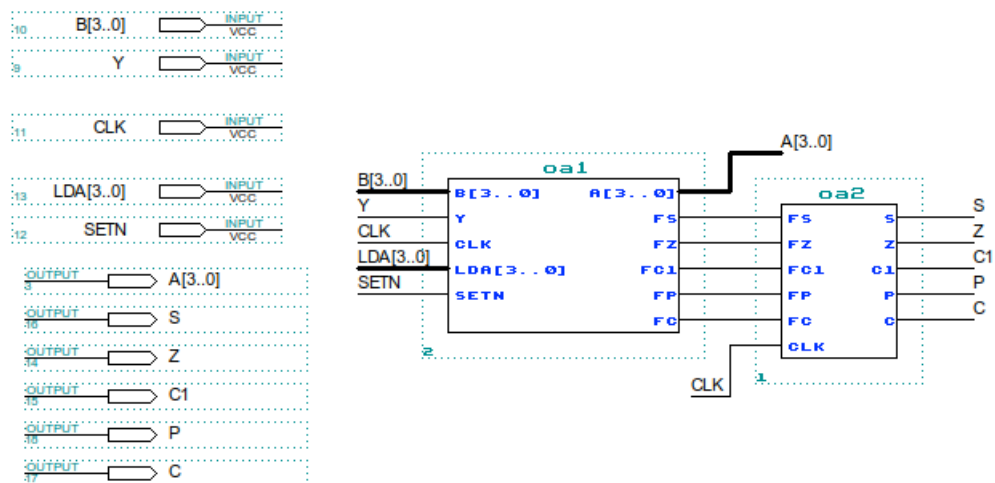 10 B[3..0] INPUT VCC
9 Y INPUT VCC
11 CLK INPUT VCC
13 LDA[3..0] INPUT VCC
12 SETN INPUT VCC
OUTPUT 3 A[3..0]
OUTPUT 16 S
OUTPUT 14 Z
OUTPUT 15 C1
OUTPUT P
OUTPUT 17 C
A[3..0]
oa1
B[3..0] B[3..0] A[3..0]
Y Y FS
CLK CLK FZ
LDA[3..0] LDA[3..0] FC1
SETN SETN FP
FC
2
oa2
FS S S
FZ Z Z
FC1 C1 C1
FP P P
FC C C
CLK CLK
1